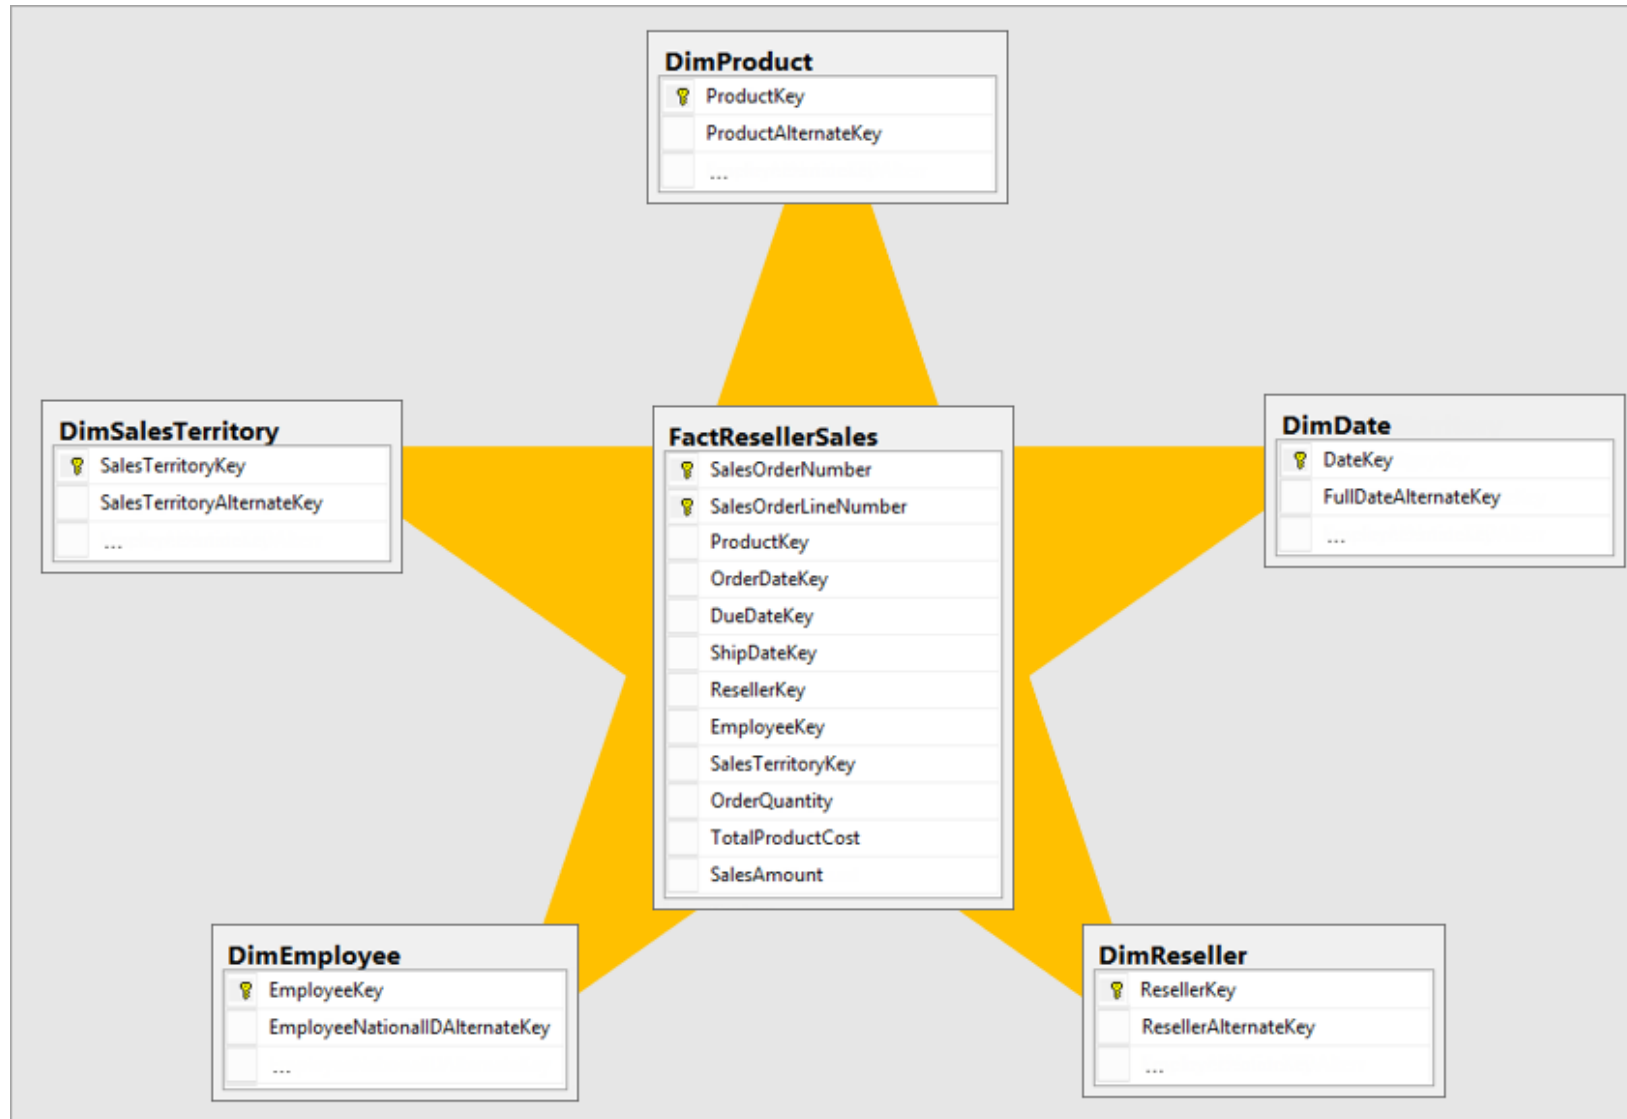 DimProduct
ProductKey
ProductAlternateKey
...
DimSalesTerritory
SalesTerritoryKey
SalesTerritoryAlternateKey
...
FactResellerSales
SalesOrderNumber
SalesOrderLineNumber
ProductKey
OrderDateKey
DueDateKey
ShipDateKey
ResellerKey
EmployeeKey
SalesTerritoryKey
OrderQuantity
TotalProductCost
SalesAmount
DimDate
DateKey
FullDateAlternateKey
...
DimEmployee
EmployeeKey
EmployeeNationalIDAlternateKey
...
DimReseller
ResellerKey
ResellerAlternateKey
...